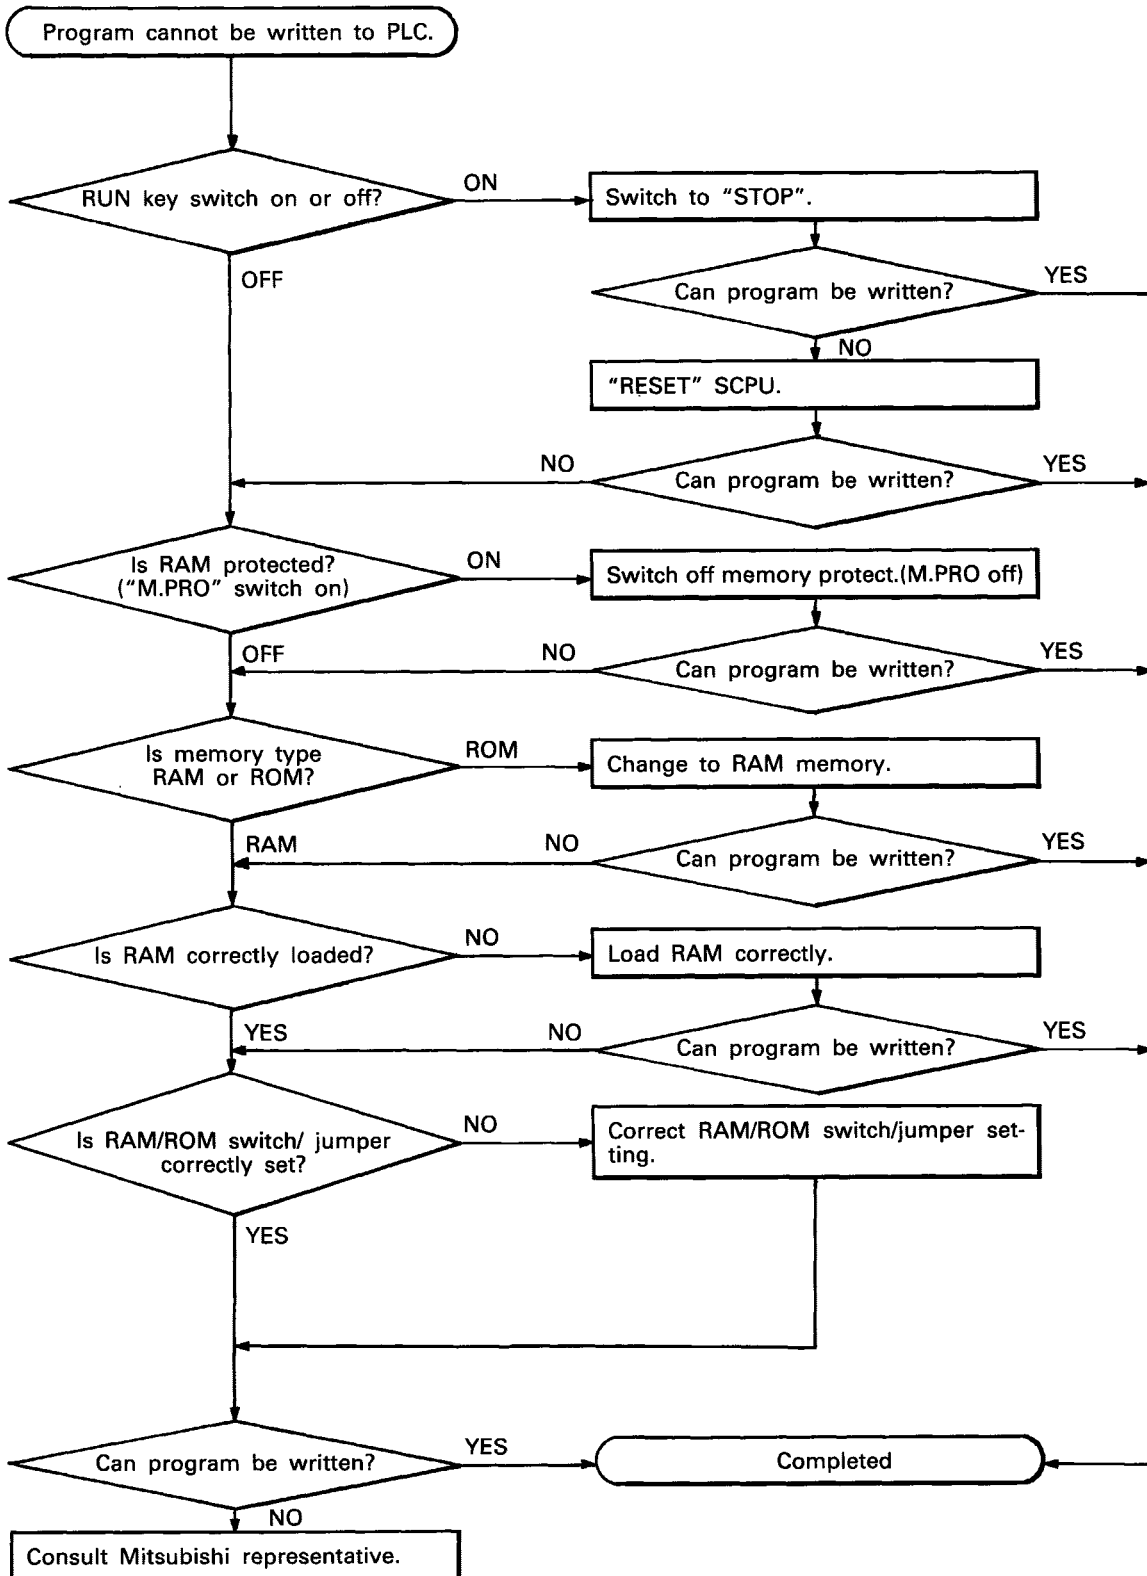 Program cannot be written to PLC.
RUN key switch on or off?
ON
Switch to “STOP”.
OFF
Can program be written?
YES
NO
“RESET” SCPU.
NO
Can program be written?
YES
Is RAM protected?
(“M.PRO” switch on)
ON
Switch off memory protect.(M.PRO off)
OFF
NO
Can program be written?
YES
Is memory type
RAM or ROM?
ROM
Change to RAM memory.
RAM
NO
Can program be written?
YES
Is RAM correctly loaded?
NO
Load RAM correctly.
YES
NO
Can program be written?
YES
Is RAM/ROM switch/ jumper
correctly set?
NO
Correct RAM/ROM switch/jumper set-
ting.
YES
Can program be written?
YES
Completed
NO
Consult Mitsubishi representative.